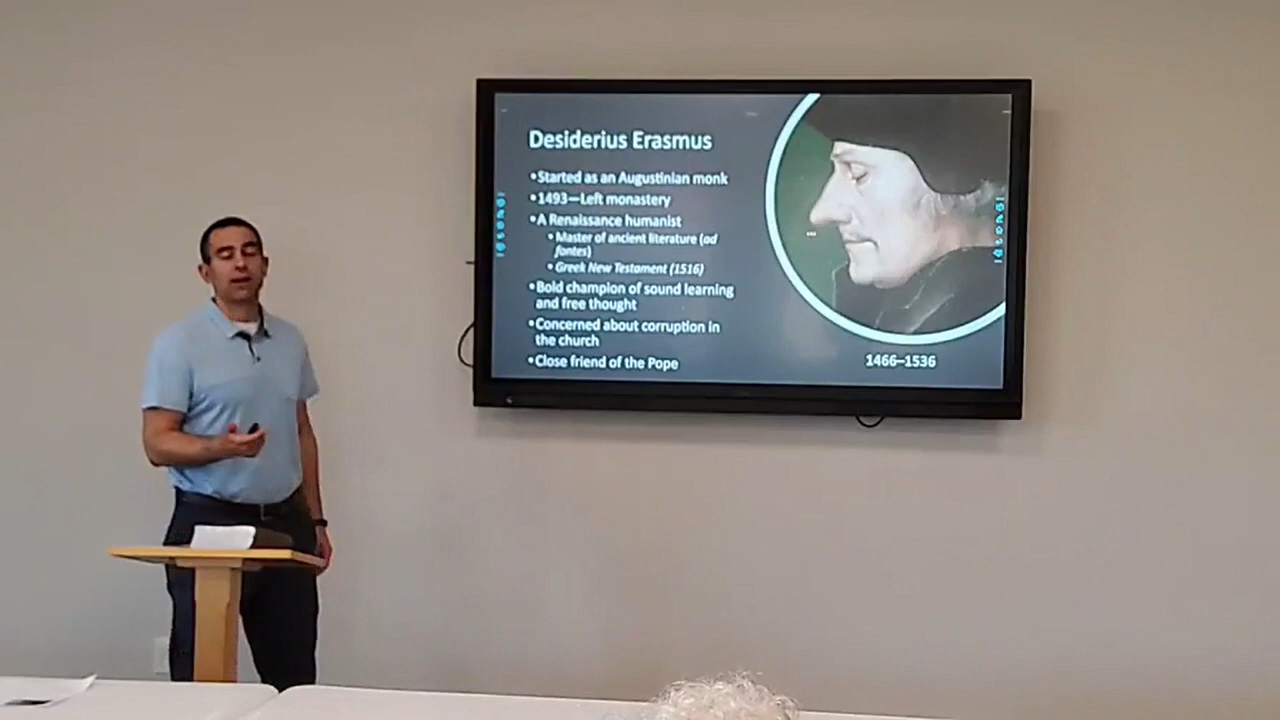 Desiderius Erasmus
•Started as an Augustinian monk
•1493—Left monastery
•A Renaissance humanist
•Master of ancient literature (ad
fontes)
•Greek New Testament (1516)
•Bold champion of sound learning
and free thought
•Concerned about corruption in
the church
•Close friend of the Pope
1466–1536